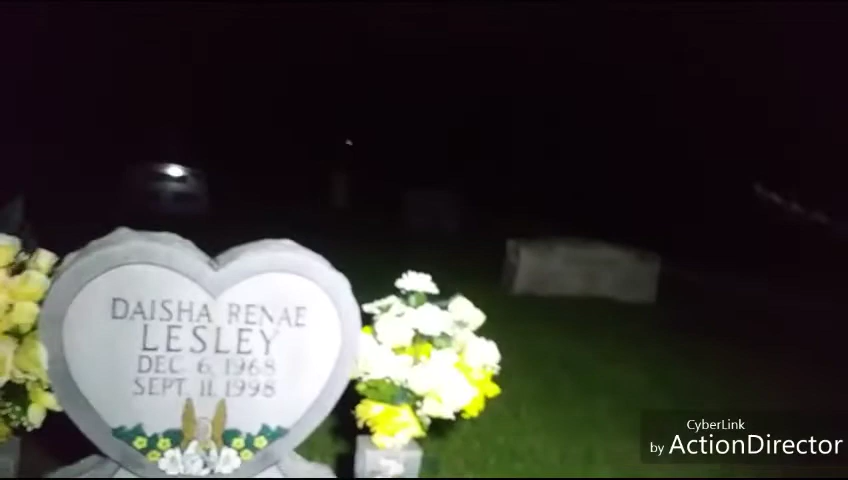 DAISHA RENAE
LESLEY
DEC. 6, 1968
SEPT. 11, 1998
CyberLink
by ActionDirector